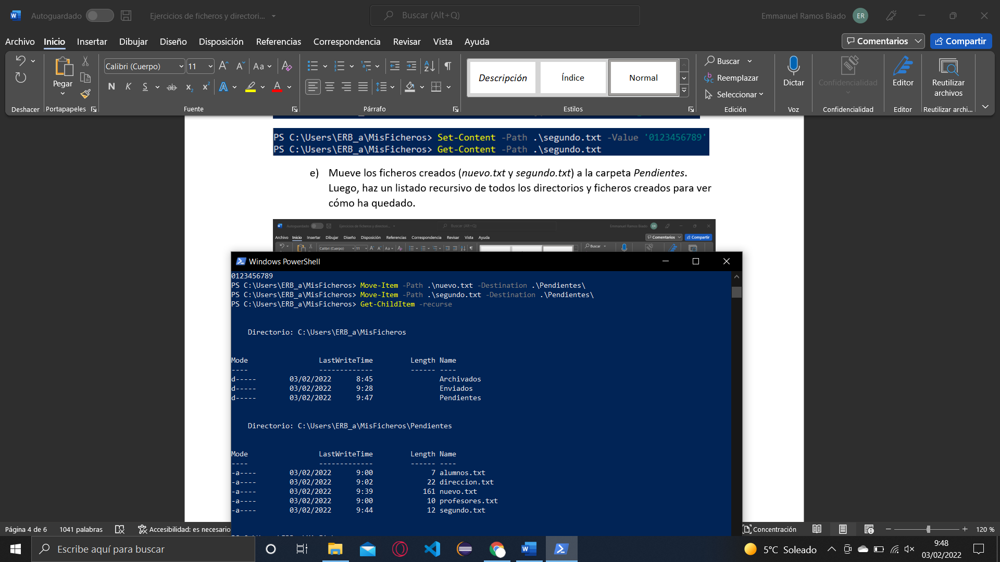 Autoguardado
Ejercicios de ficheros y directori...
Buscar (Alt+Q)
Emmanuel Ramos Biado
ER
Archivo Inicio Insertar Dibujar Diseño Disposición Referencias Correspondencia Revisar Vista Ayuda
Comentarios
Compartir
Calibri (Cuerpo) 11
Pegar
N K S ab x₂ x² A A
Descripción Índice Normal
Buscar
Reemplazar
Seleccionar
Dictar
Confidencialidad
Editor
Reutilizar archivos
Deshacer Portapapeles Fuente Párrafo Estilos Edición Voz Confidencialidad Editor Reutilizar archi...
PS C:\Users\ERB_a\MisFicheros> Set-Content -Path .\segundo.txt -Value '0123456789'
PS C:\Users\ERB_a\MisFicheros> Get-Content -Path .\segundo.txt
e) Mueve los ficheros creados (nuevo.txt y segundo.txt) a la carpeta Pendientes.
Luego, haz un listado recursivo de todos los directorios y ficheros creados para ver
cómo ha quedado.
Autoguardado Ejercicios de ficheros y directori... Buscar (Alt+Q) Emmanuel Ramos Biado ER
Archivo Inicio Insertar Dibujar Diseño Disposición Referencias Correspondencia Revisar Vista Ayuda Comentarios Compartir
Calibri (Cuerpo) 11 Buscar
Windows PowerShell
0123456789
PS C:\Users\ERB_a\MisFicheros> Move-Item -Path .\nuevo.txt -Destination .\Pendientes\
PS C:\Users\ERB_a\MisFicheros> Move-Item -Path .\segundo.txt -Destination .\Pendientes\
PS C:\Users\ERB_a\MisFicheros> Get-ChildItem -recurse
Directorio: C:\Users\ERB_a\MisFicheros
Mode LastWriteTime Length Name
---- ------------- ------ ----
d----- 03/02/2022 8:45 Archivados
d----- 03/02/2022 9:28 Enviados
d----- 03/02/2022 9:47 Pendientes
Directorio: C:\Users\ERB_a\MisFicheros\Pendientes
Mode LastWriteTime Length Name
---- ------------- ------ ----
-a---- 03/02/2022 9:00 7 alumnos.txt
-a---- 03/02/2022 9:02 22 direccion.txt
-a---- 03/02/2022 9:39 161 nuevo.txt
-a---- 03/02/2022 9:00 10 profesores.txt
-a---- 03/02/2022 9:44 12 segundo.txt
Página 4 de 6 1041 palabras Accesibilidad: es necesario
Concentración
120 %
Escribe aquí para buscar
5°C Soleado
9:48
03/02/2022